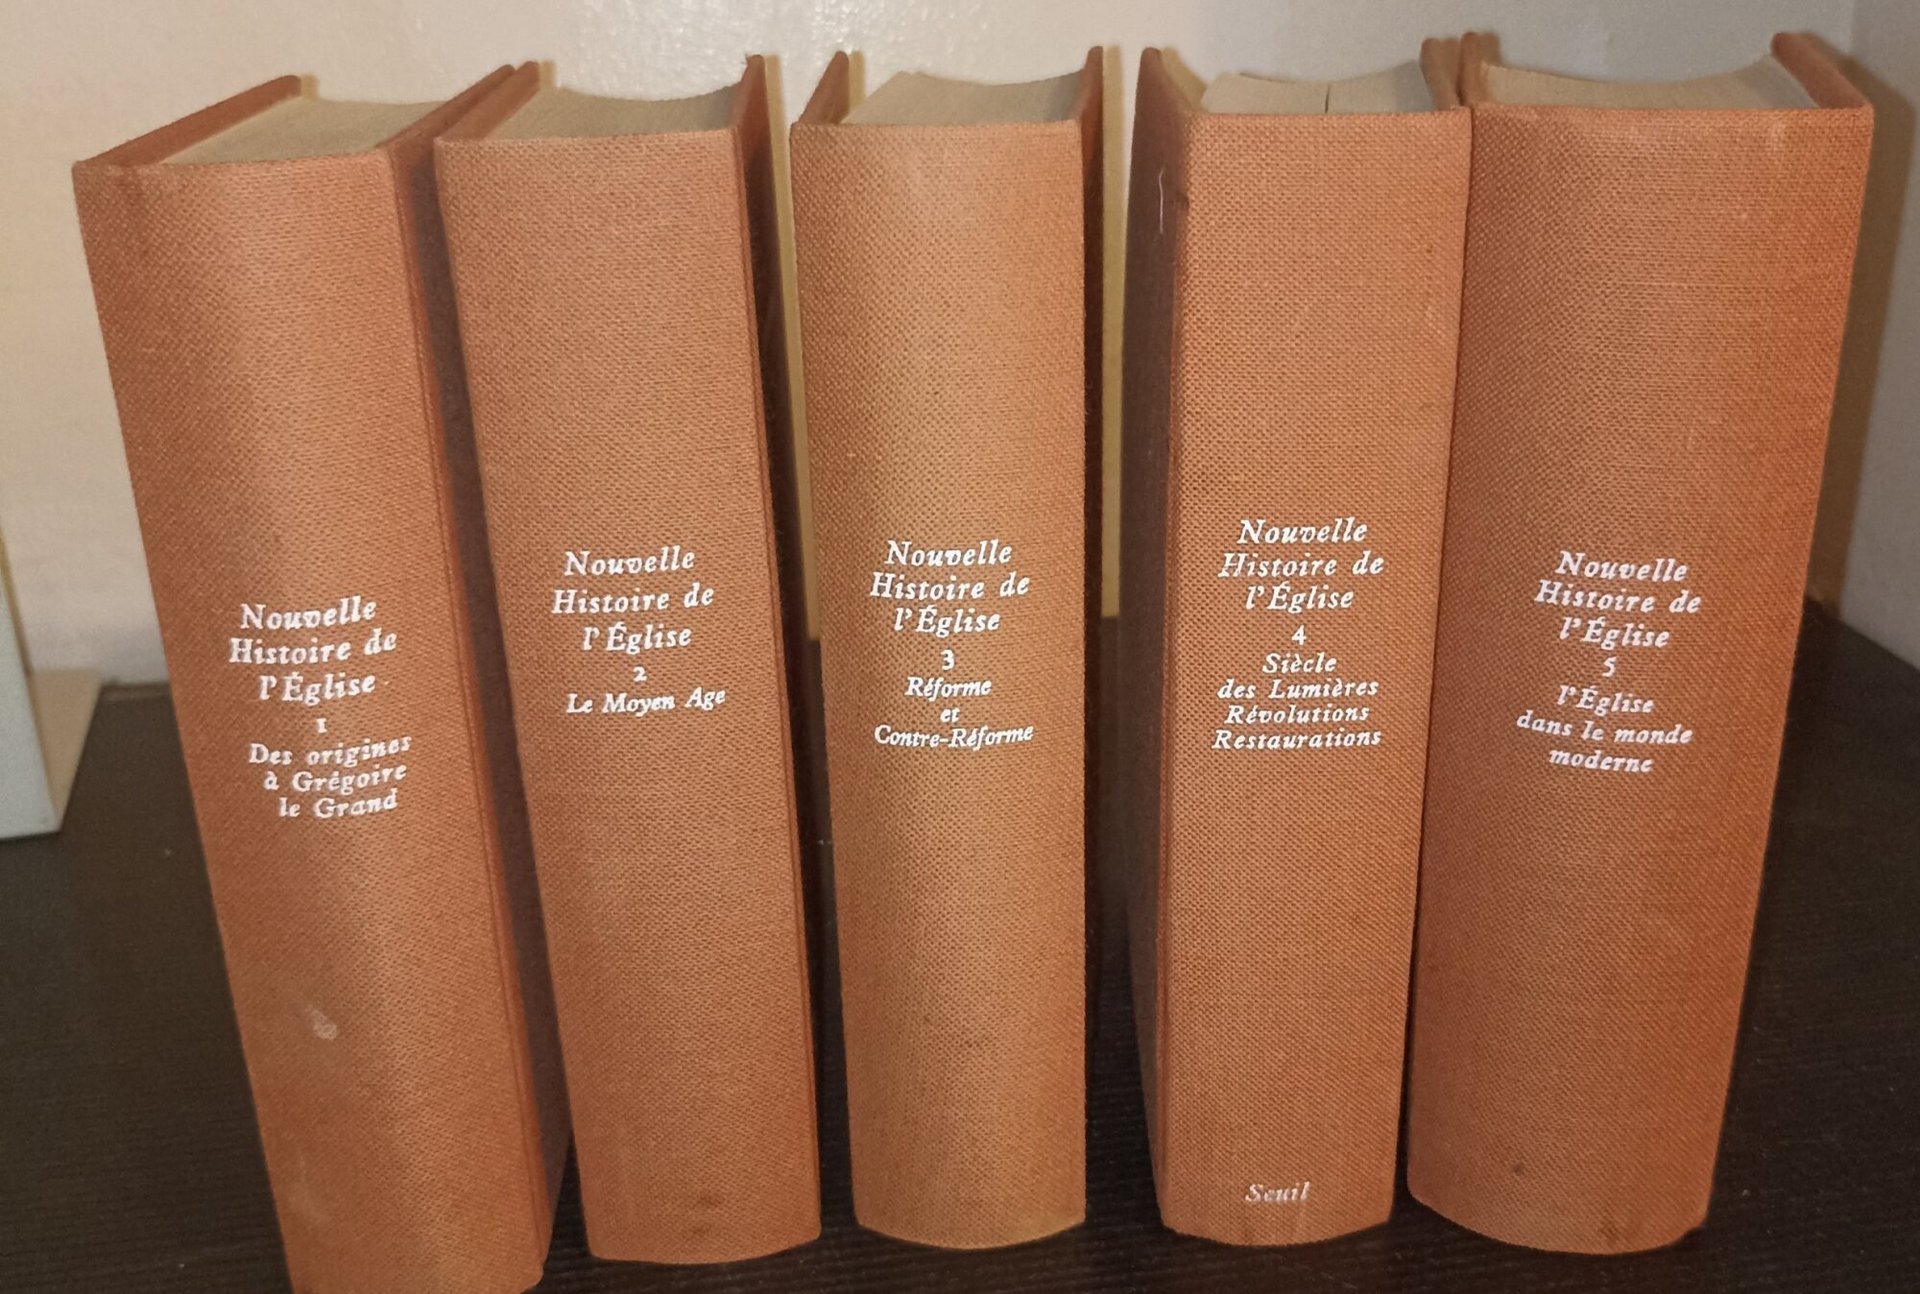 Nouvelle
Histoire de
l'Église
1
Des origines
à Grégoire
le Grand
Nouvelle
Histoire de
l'Église
2
Le Moyen Age
Nouvelle
Histoire de
l'Église
3
Réforme
et
Contre-Réforme
Nouvelle
Histoire de
l'Église
4
Siècle
des Lumières
Révolutions
Restaurations
Seuil
Nouvelle
Histoire de
l'Église
5
l'Église
dans le monde
moderne